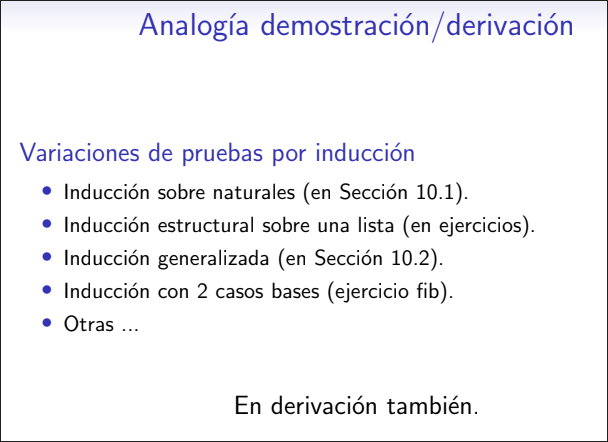 Analogía demostración/derivación
Variaciones de pruebas por inducción
• Inducción sobre naturales (en Sección 10.1).
• Inducción estructural sobre una lista (en ejercicios).
• Inducción generalizada (en Sección 10.2).
• Inducción con 2 casos bases (ejercicio fib).
• Otras ...
En derivación también.